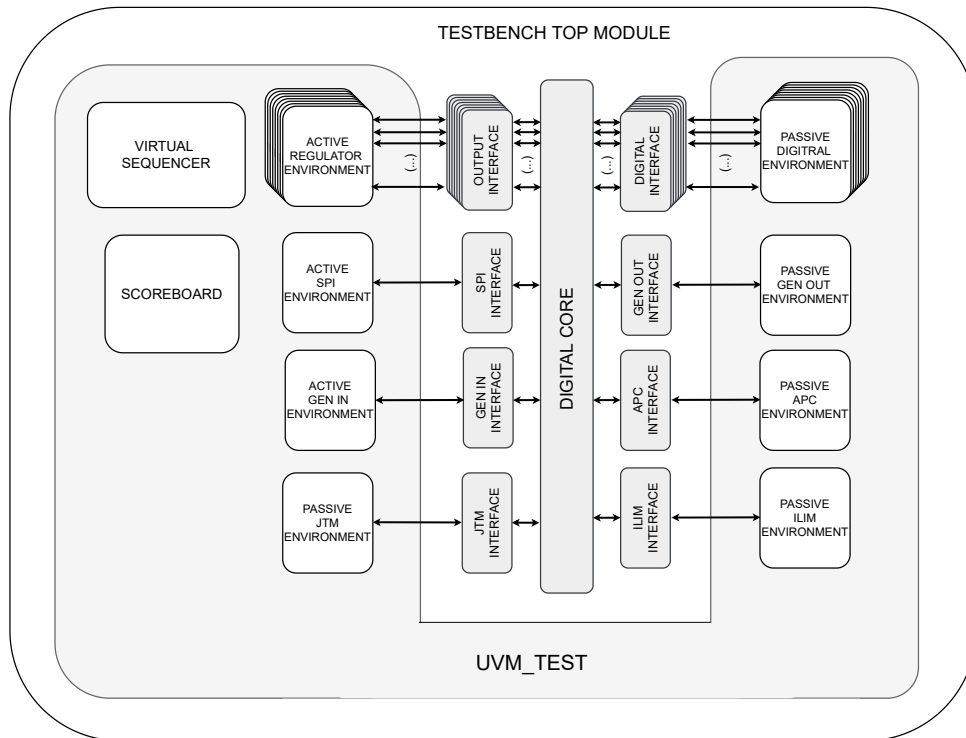 TESTBENCH TOP MODULE
VIRTUAL
SEQUENCER
SCOREBOARD
ACTIVE
REGULATOR
ENVIRONMENT
(...)
OUTPUT
INTERFACE
(...)
DIGITAL CORE
(...)
DIGITAL
INTERFACE
(...)
PASSIVE
DIGITRAL
ENVIRONMENT
ACTIVE
SPI
ENVIRONMENT
SPI
INTERFACE
GEN OUT
INTERFACE
PASSIVE
GEN OUT
ENVIRONMENT
ACTIVE
GEN IN
ENVIRONMENT
GEN IN
INTERFACE
APC
INTERFACE
PASSIVE
APC
ENVIRONMENT
PASSIVE
JTM
ENVIRONMENT
JTM
INTERFACE
ILIM
INTERFACE
PASSIVE
ILIM
ENVIRONMENT
UVM_TEST